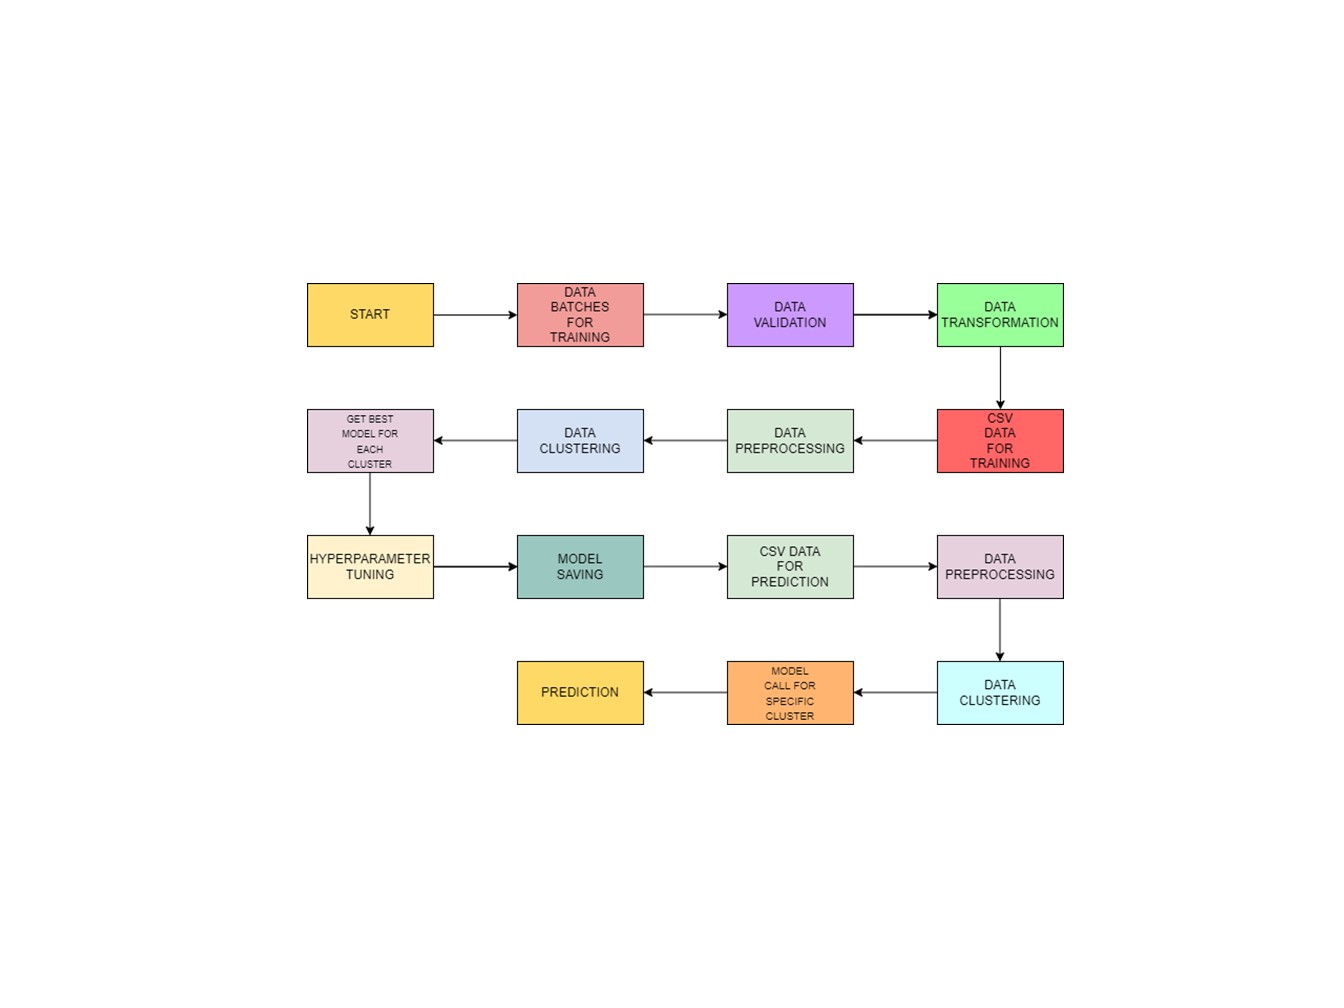 START
DATA
BATCHES
FOR
TRAINING
DATA
VALIDATION
DATA
TRANSFORMATION
CSV
DATA
FOR
TRAINING
DATA
PREPROCESSING
DATA
CLUSTERING
GET BEST
MODEL FOR
EACH
CLUSTER
HYPERPARAMETER
TUNING
MODEL
SAVING
CSV DATA
FOR
PREDICTION
DATA
PREPROCESSING
DATA
CLUSTERING
MODEL
CALL FOR
SPECIFIC
CLUSTER
PREDICTION